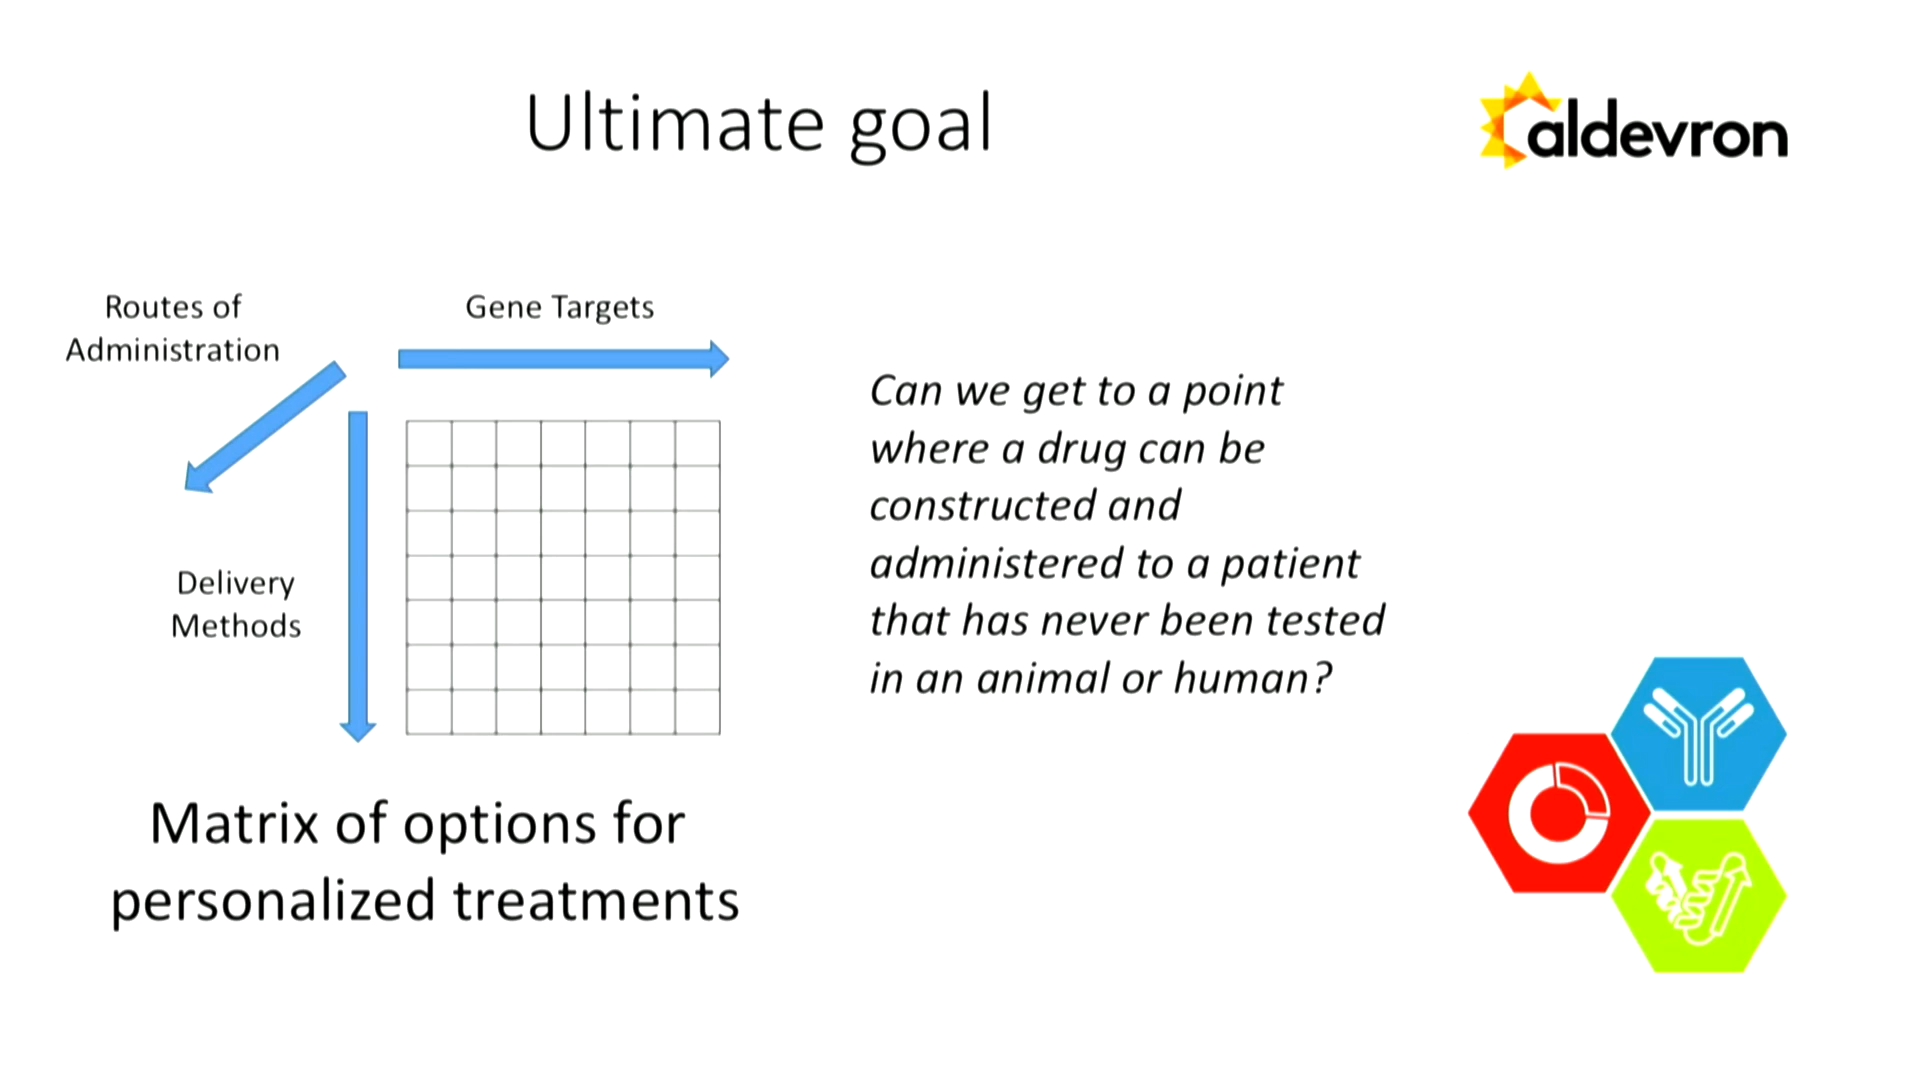 Ultimate goal
aldevron
Routes of
Administration
Gene Targets
Delivery
Methods
Can we get to a point
where a drug can be
constructed and
administered to a patient
that has never been tested
in an animal or human?
Matrix of options for
personalized treatments